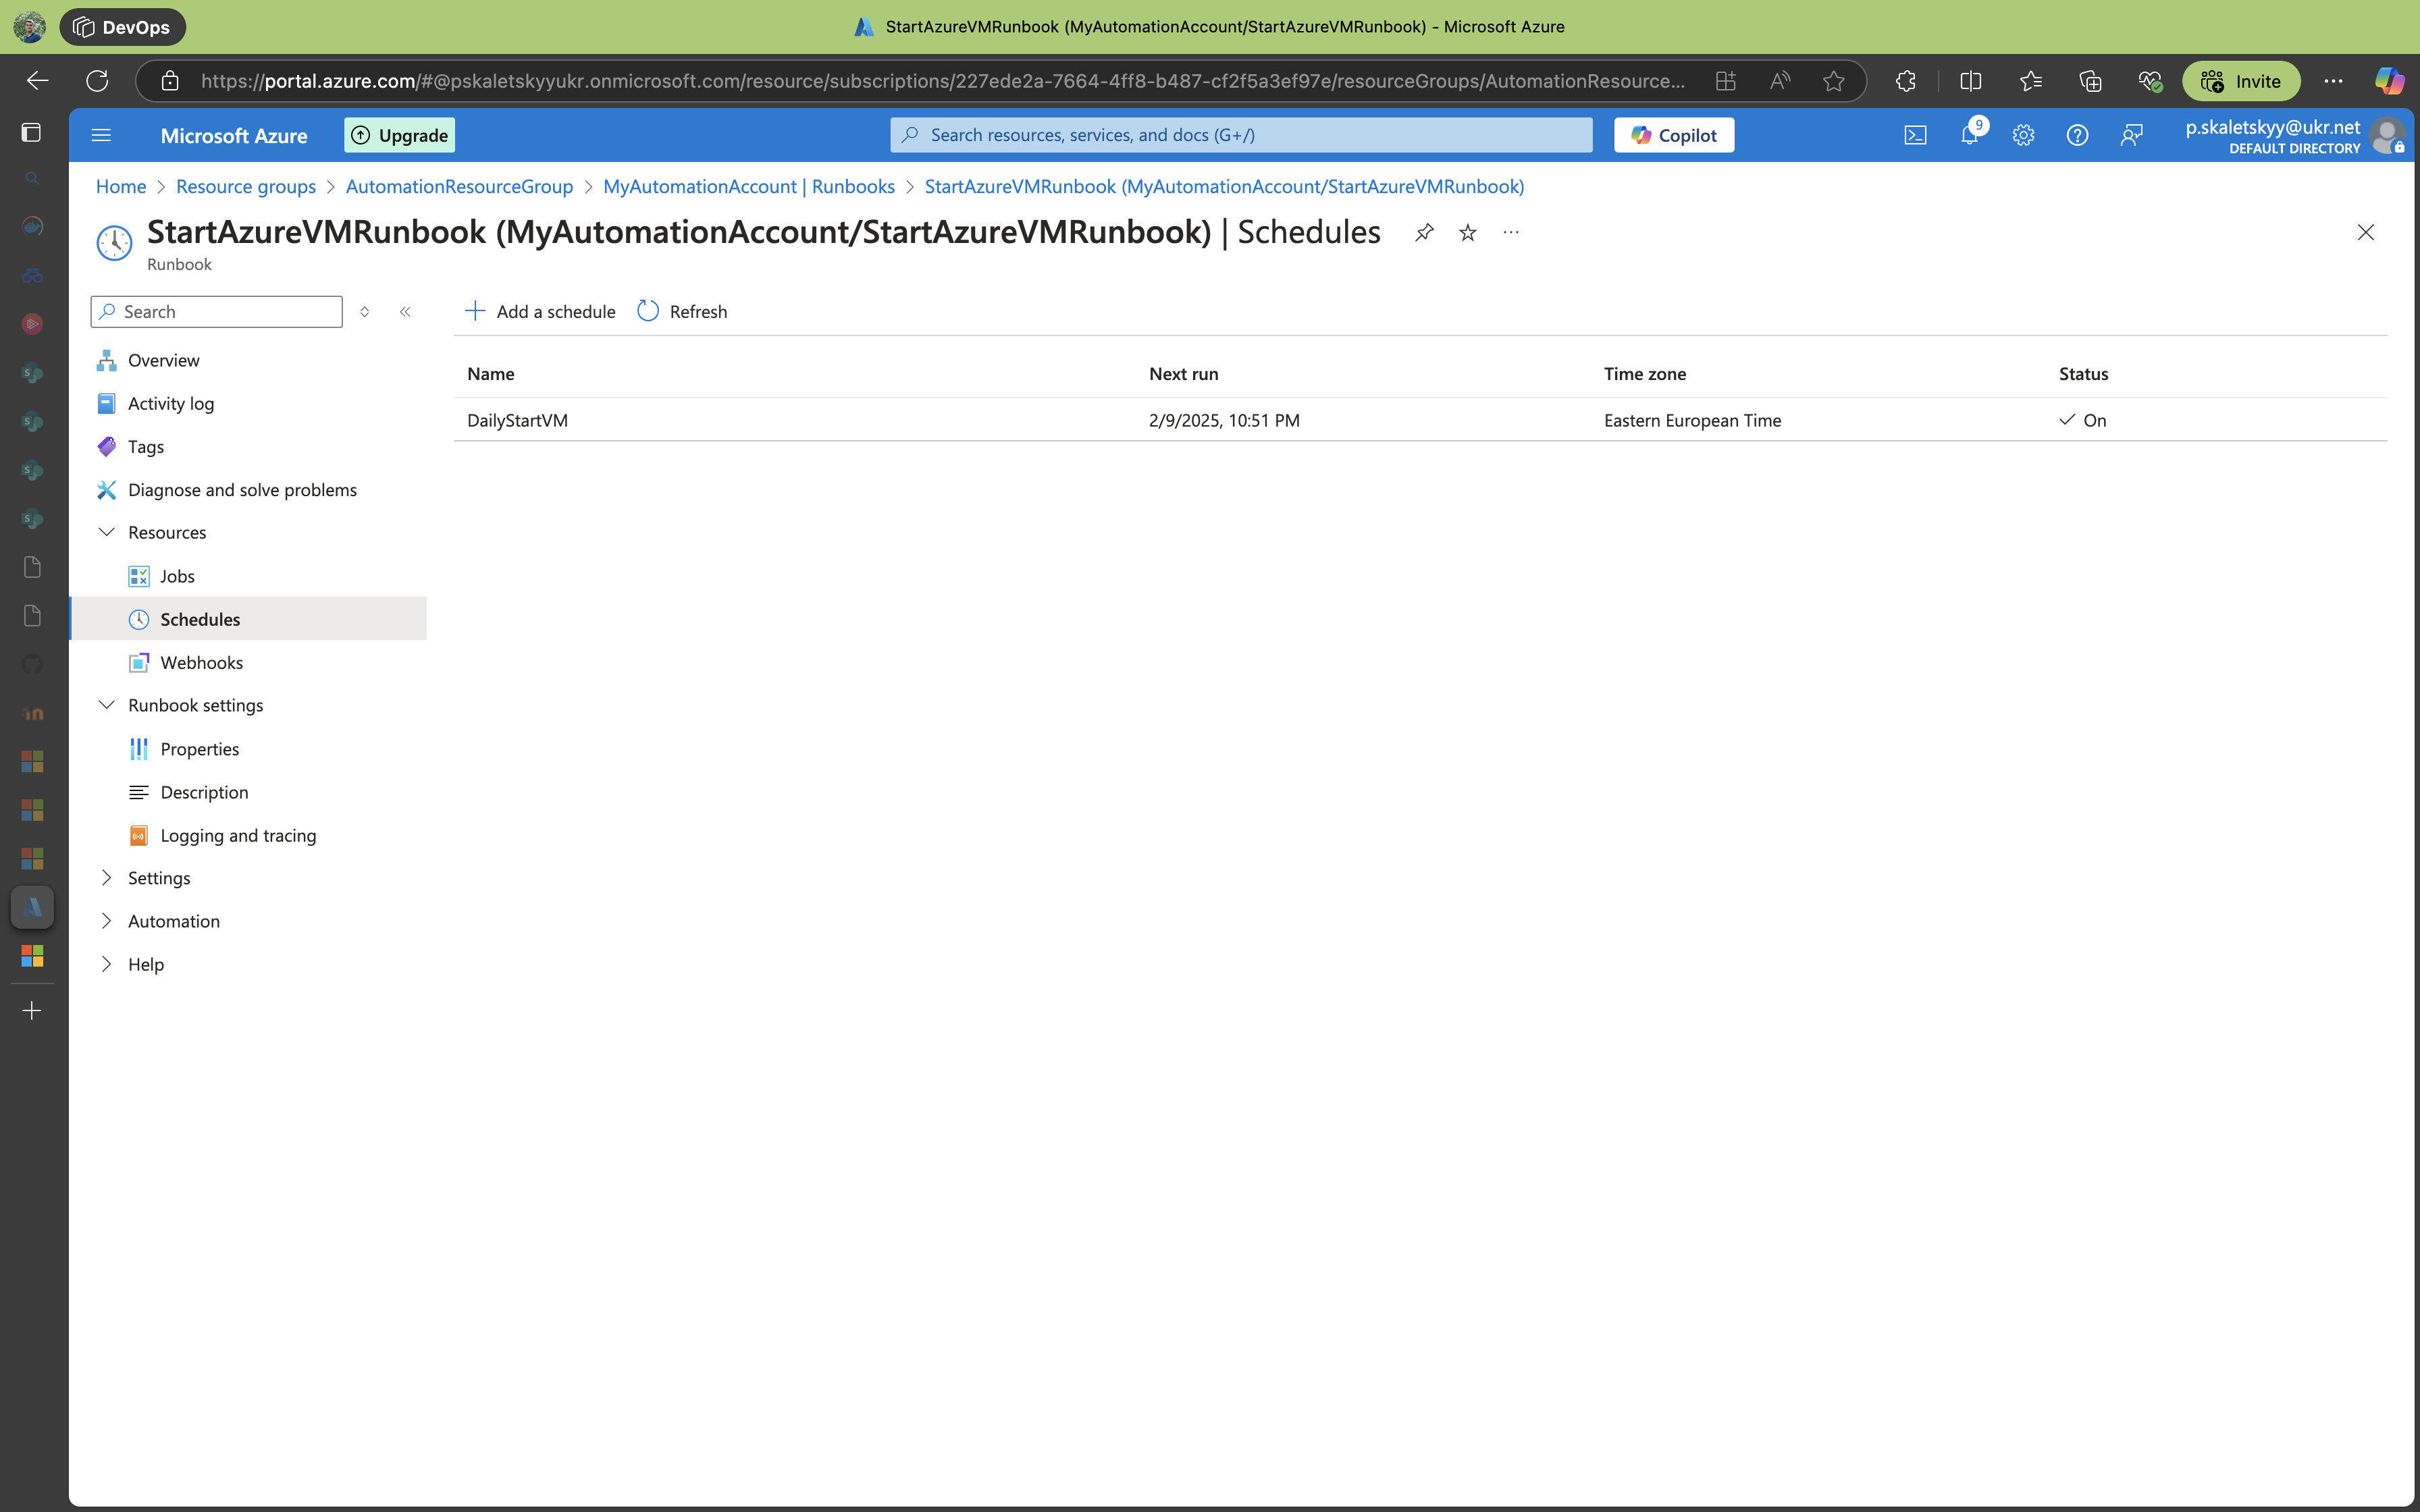 DevOps
StartAzureVMRunbook (MyAutomationAccount/StartAzureVMRunbook) - Microsoft Azure
https://portal.azure.com/#@pskaletskyyukr.onmicrosoft.com/resource/subscriptions/227ede2a-7664-4ff8-b487-cf2f5a3ef97e/resourceGroups/AutomationResource...
Invite
Microsoft Azure
Upgrade
Search resources, services, and docs (G+/)
Copilot
9
p.skaletskyy@ukr.net
DEFAULT DIRECTORY
Home > Resource groups > AutomationResourceGroup > MyAutomationAccount | Runbooks > StartAzureVMRunbook (MyAutomationAccount/StartAzureVMRunbook)
StartAzureVMRunbook (MyAutomationAccount/StartAzureVMRunbook) | Schedules
Runbook
Search
Add a schedule
Refresh
Overview
Activity log
Tags
Diagnose and solve problems
Resources
Jobs
Schedules
Webhooks
Runbook settings
Properties
Description
Logging and tracing
Settings
Automation
Help
Name Next run Time zone Status
DailyStartVM 2/9/2025, 10:51 PM Eastern European Time On